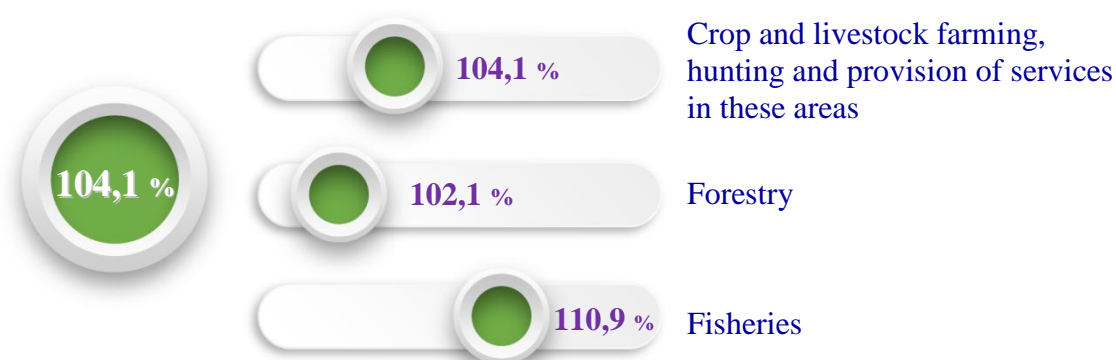 104,1 %
104,1 %
Crop and livestock farming,
hunting and provision of services
in these areas
102,1 %
Forestry
110,9 %
Fisheries